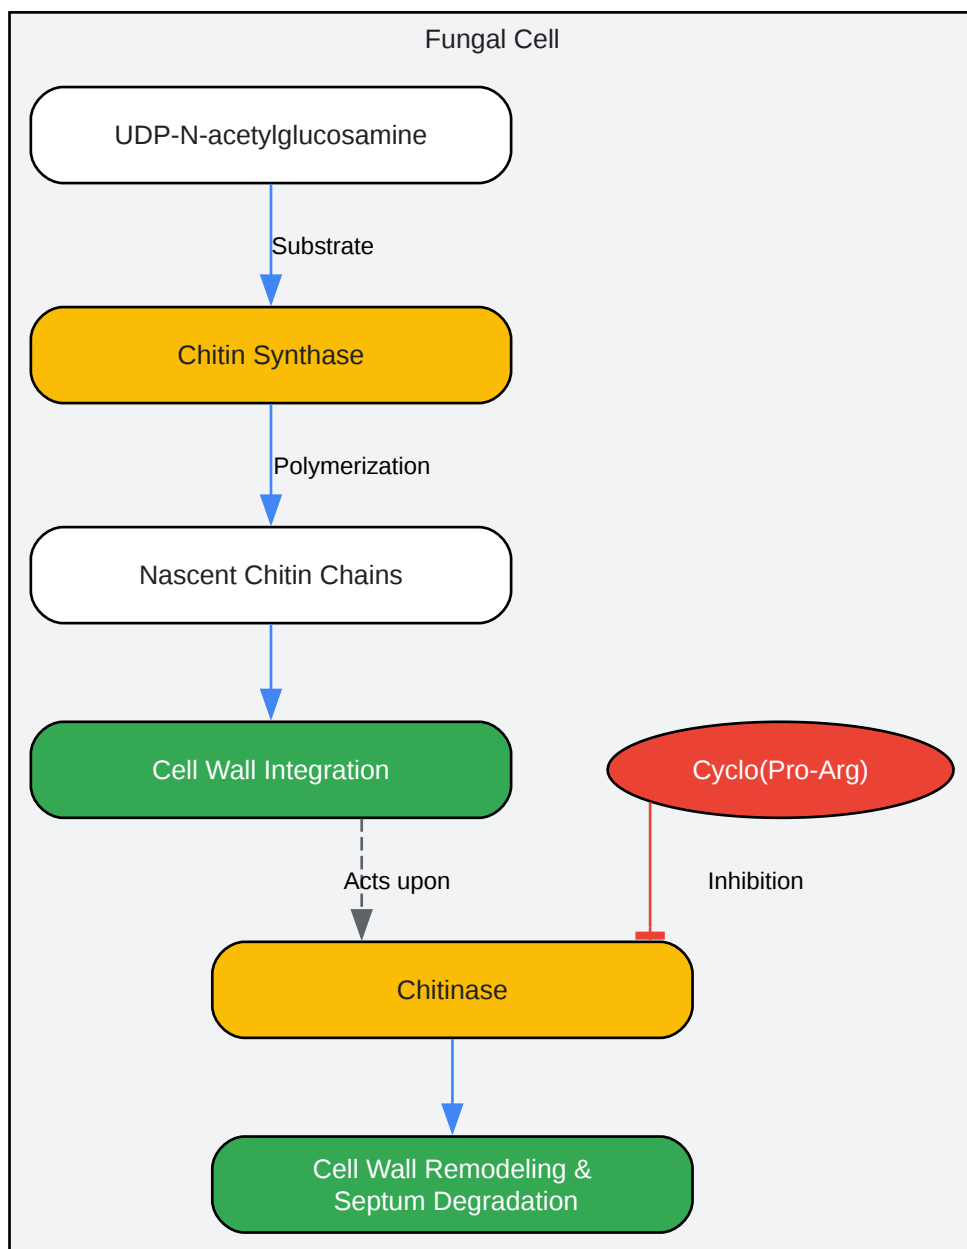 Fungal Cell
UDP-N-acetylglucosamine
Substrate
Chitin Synthase
Polymerization
Nascent Chitin Chains
Cell Wall Integration
Cyclo(Pro-Arg)
Acts upon
Inhibition
Chitinase
Cell Wall Remodeling &
Septum Degradation